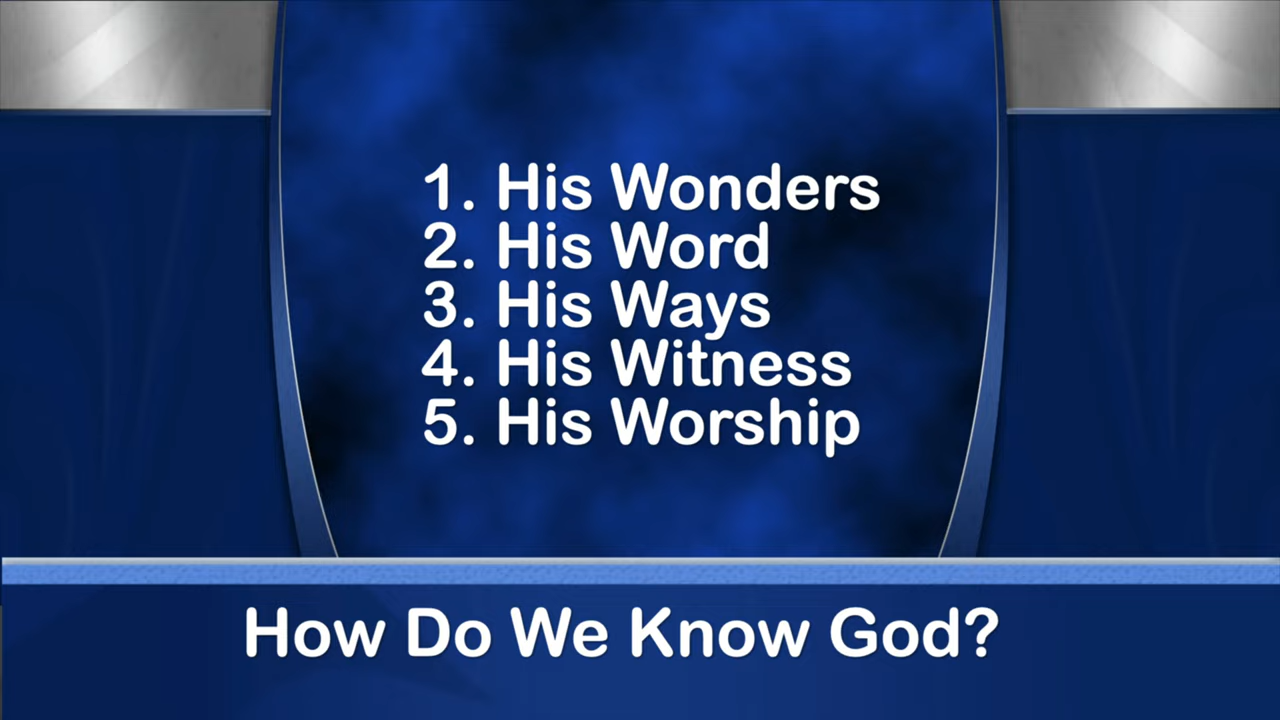 1. His Wonders
2. His Word
3. His Ways
4. His Witness
5. His Worship
How Do We Know God?